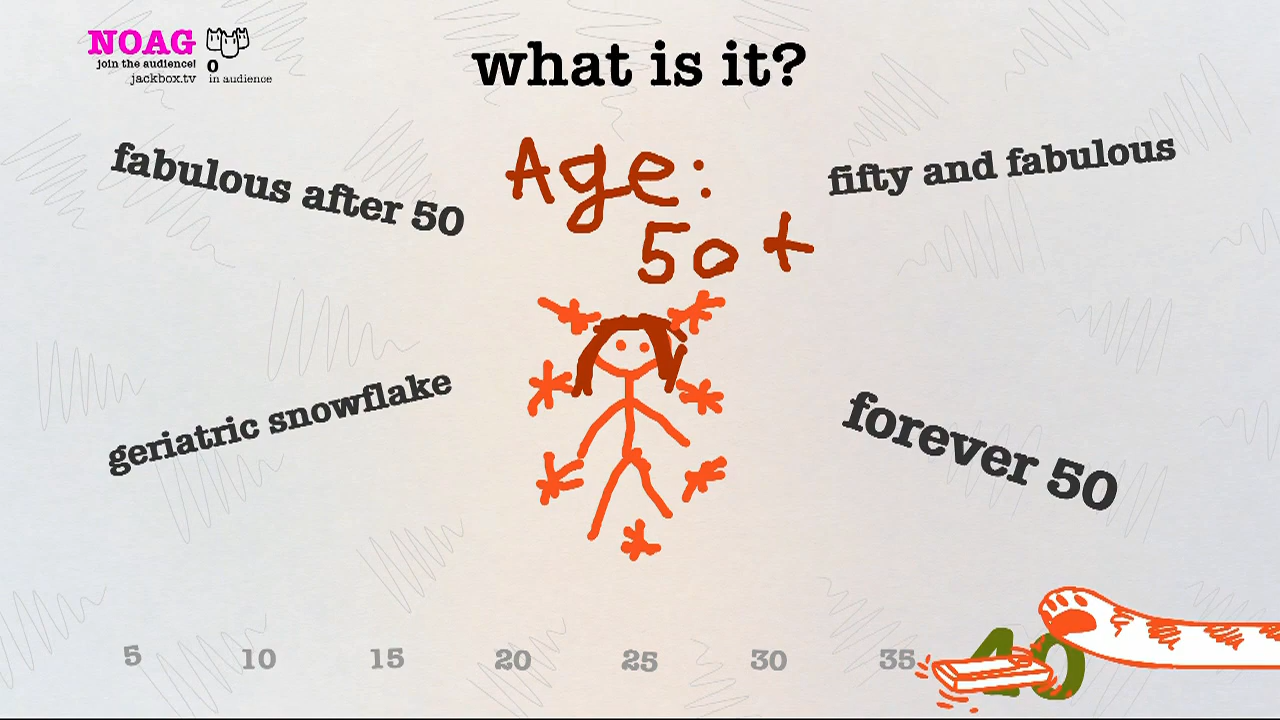 NOAG
join the audience!
jackbox.tv
0
in audience
what is it?
fabulous after 50
Age:
50+
fifty and fabulous
geriatric snowflake
forever 50
5 10 15 20 25 30 35 40